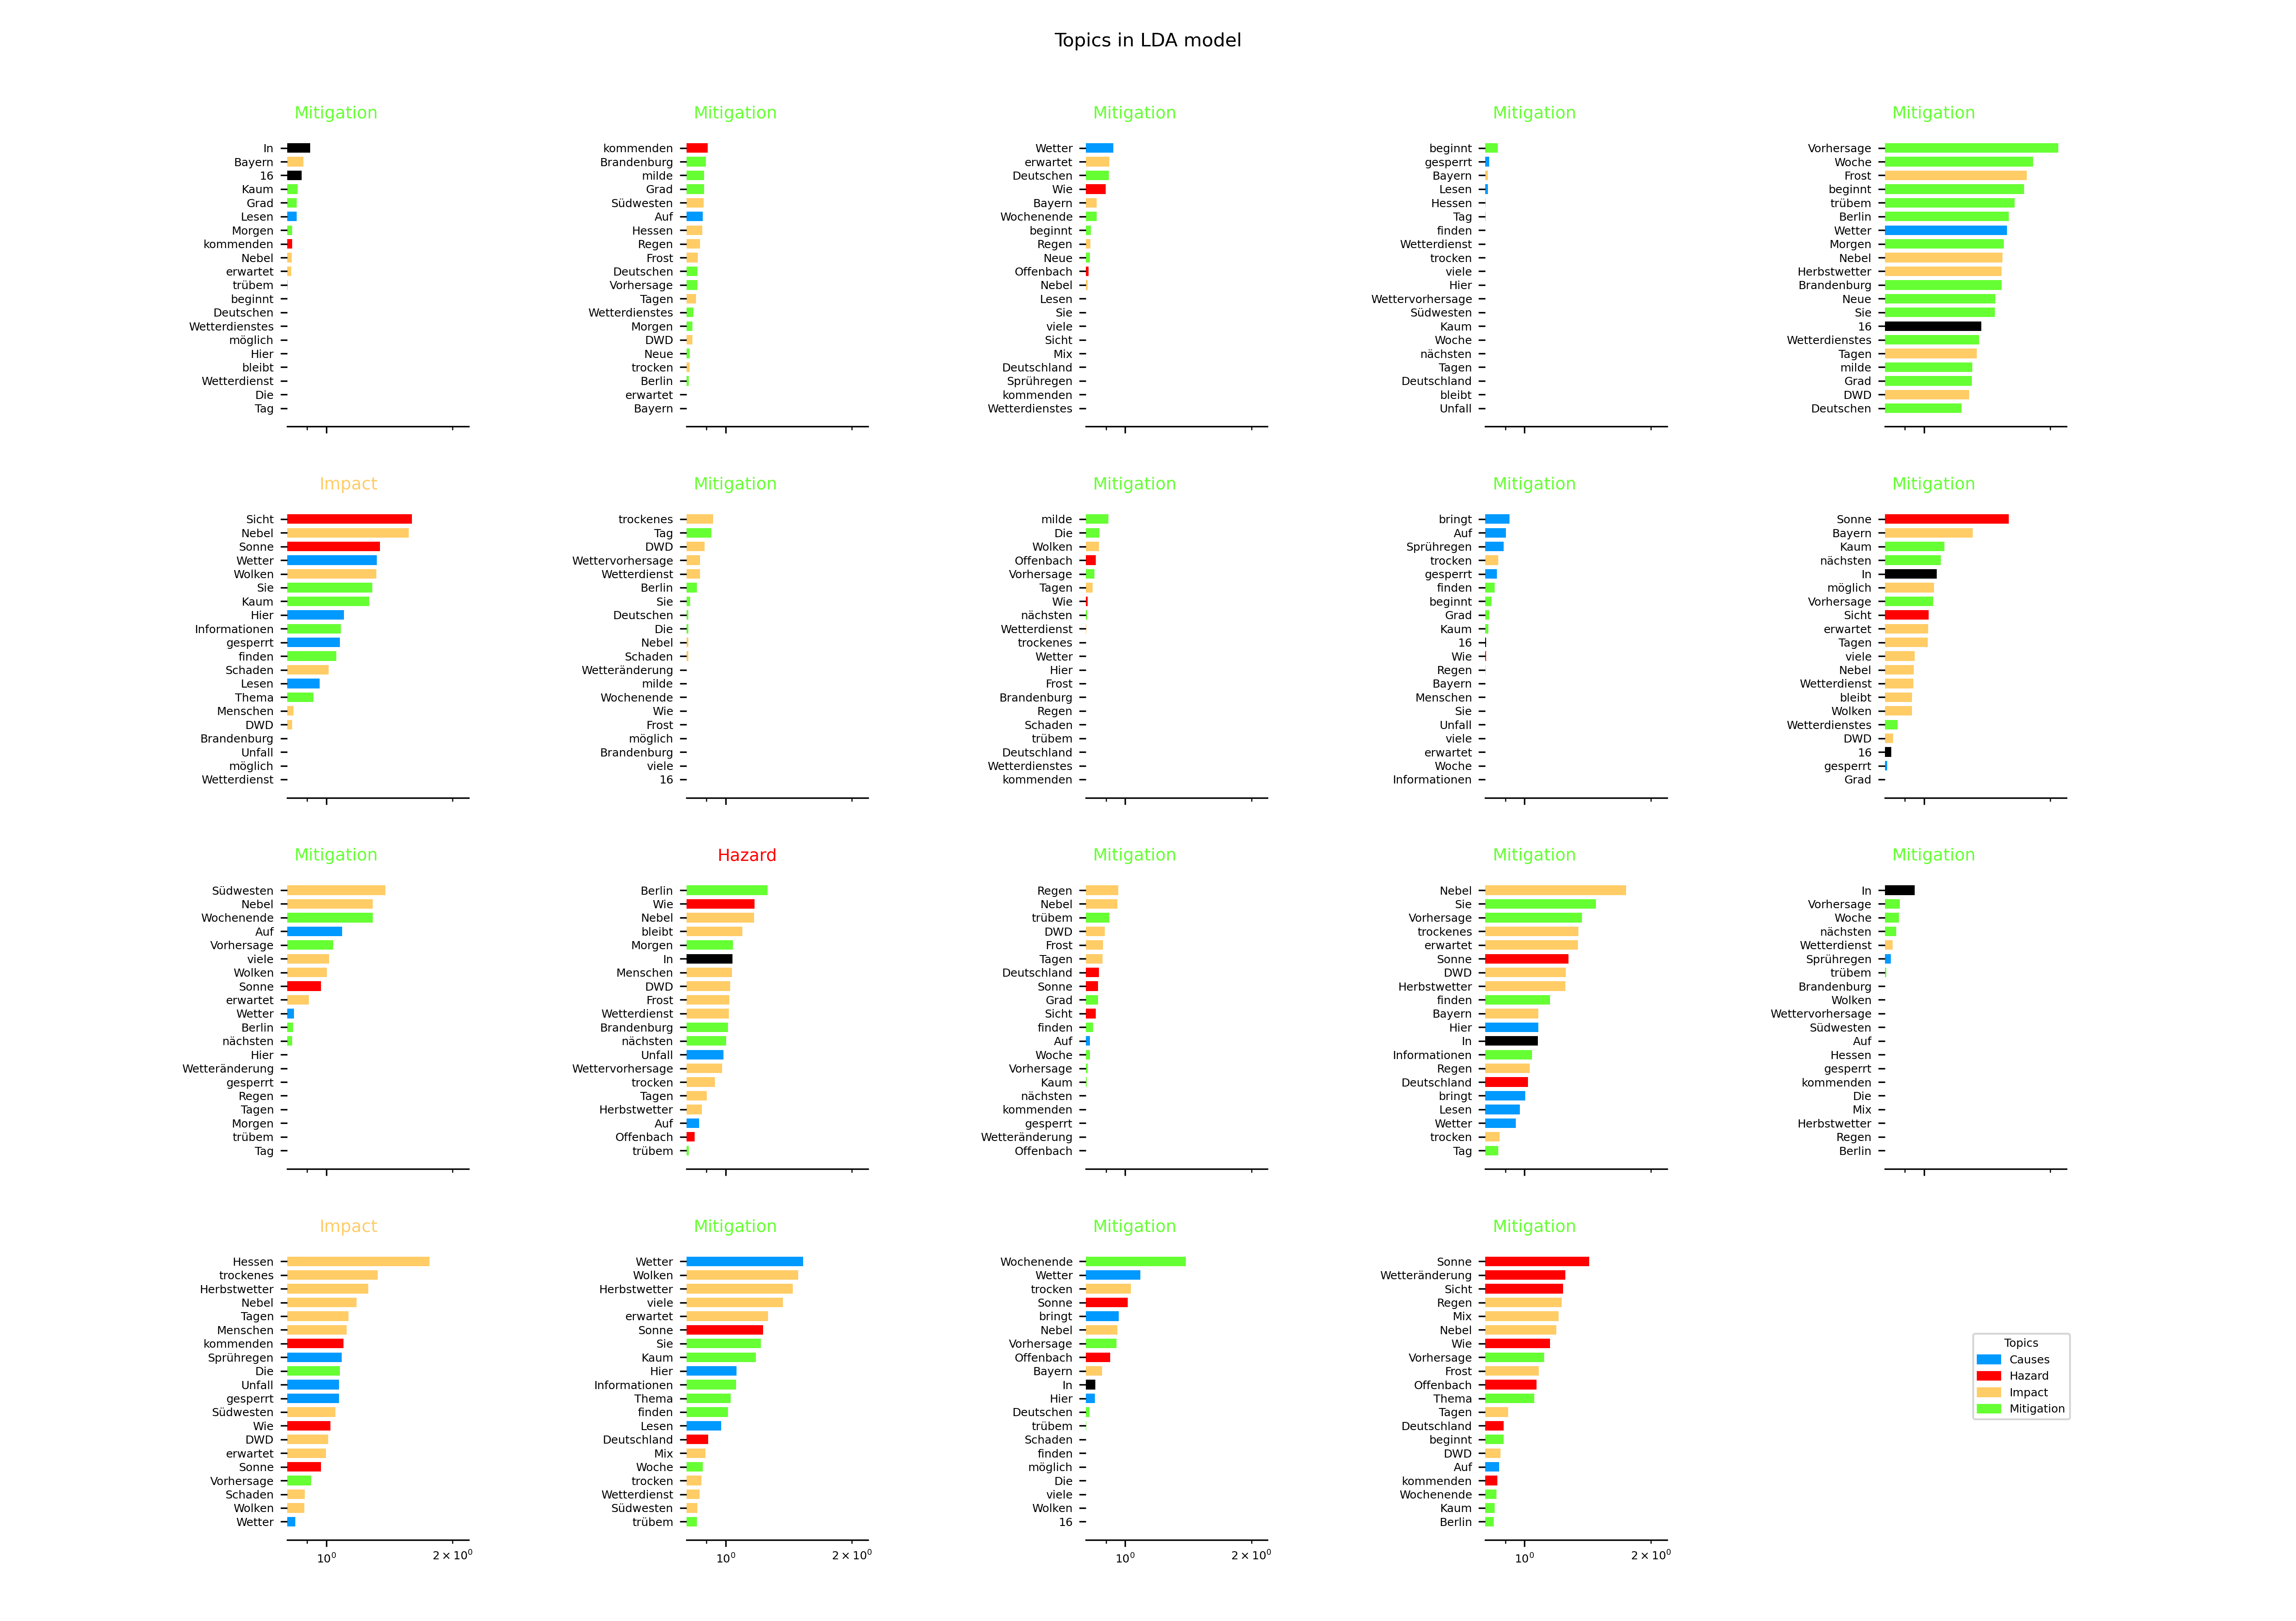 Topics in LDA model
Mitigation
In
Bayern
16
Kaum
Grad
Lesen
Morgen
kommenden
Nebel
erwartet
trübem
beginnt
Deutschen
Wetterdienstes
möglich
Hier
bleibt
Wetterdienst
Die
Tag
Mitigation
kommenden
Brandenburg
milde
Grad
Südwesten
Auf
Hessen
Regen
Frost
Deutschen
Vorhersage
Tagen
Wetterdienstes
Morgen
DWD
Neue
trocken
Berlin
erwartet
Bayern
Mitigation
Wetter
erwartet
Deutschen
Wie
Bayern
Wochenende
beginnt
Regen
Neue
Offenbach
Nebel
Lesen
Sie
viele
Sicht
Mix
Deutschland
Sprühregen
kommenden
Wetterdienstes
Mitigation
beginnt
gesperrt
Bayern
Lesen
Hessen
Tag
finden
Wetterdienst
trocken
viele
Hier
Wettervorhersage
Südwesten
Kaum
Woche
nächsten
Tagen
Deutschland
bleibt
Unfall
Mitigation
Vorhersage
Woche
Frost
beginnt
trübem
Berlin
Wetter
Morgen
Nebel
Herbstwetter
Brandenburg
Neue
Sie
16
Wetterdienstes
Tagen
milde
Grad
DWD
Deutschen
Impact
Sicht
Nebel
Sonne
Wetter
Wolken
Sie
Kaum
Hier
Informationen
gesperrt
finden
Schaden
Lesen
Thema
Menschen
DWD
Brandenburg
Unfall
möglich
Wetterdienst
Mitigation
trockenes
Tag
DWD
Wettervorhersage
Wetterdienst
Berlin
Sie
Deutschen
Die
Nebel
Schaden
Wetteränderung
milde
Wochenende
Wie
Frost
möglich
Brandenburg
viele
16
Mitigation
milde
Die
Wolken
Offenbach
Vorhersage
Tagen
Wie
nächsten
Wetterdienst
trockenes
Wetter
Hier
Frost
Brandenburg
Regen
Schaden
trübem
Deutschland
Wetterdienstes
kommenden
Mitigation
bringt
Auf
Sprühregen
trocken
gesperrt
finden
beginnt
Grad
Kaum
16
Wie
Regen
Bayern
Menschen
Sie
Unfall
viele
erwartet
Woche
Informationen
Mitigation
Sonne
Bayern
Kaum
nächsten
In
möglich
Vorhersage
Sicht
erwartet
Tagen
viele
Nebel
Wetterdienst
bleibt
Wolken
Wetterdienstes
DWD
16
gesperrt
Grad
Mitigation
Südwesten
Nebel
Wochenende
Auf
Vorhersage
viele
Wolken
Sonne
erwartet
Wetter
Berlin
nächsten
Hier
Wetteränderung
gesperrt
Regen
Tagen
Morgen
trübem
Tag
Hazard
Berlin
Wie
Nebel
bleibt
Morgen
In
Menschen
DWD
Frost
Wetterdienst
Brandenburg
nächsten
Unfall
Wettervorhersage
trocken
Tagen
Herbstwetter
Auf
Offenbach
trübem
Mitigation
Regen
Nebel
trübem
DWD
Frost
Tagen
Deutschland
Sonne
Grad
Sicht
finden
Auf
Woche
Vorhersage
Kaum
nächsten
kommenden
gesperrt
Wetteränderung
Offenbach
Mitigation
Nebel
Sie
Vorhersage
trockenes
erwartet
Sonne
DWD
Herbstwetter
finden
Bayern
Hier
In
Informationen
Regen
Deutschland
bringt
Lesen
Wetter
trocken
Tag
Mitigation
In
Vorhersage
Woche
nächsten
Wetterdienst
Sprühregen
trübem
Brandenburg
Wolken
Wettervorhersage
Südwesten
Auf
Hessen
gesperrt
kommenden
Die
Mix
Herbstwetter
Regen
Berlin
Impact
Hessen
trockenes
Herbstwetter
Nebel
Tagen
Menschen
kommenden
Sprühregen
Die
Unfall
gesperrt
Südwesten
Wie
DWD
erwartet
Sonne
Vorhersage
Schaden
Wolken
Wetter
10⁰
2 × 10⁰
Mitigation
Wetter
Wolken
Herbstwetter
viele
erwartet
Sonne
Sie
Kaum
Hier
Informationen
Thema
finden
Lesen
Deutschland
Mix
Woche
trocken
Wetterdienst
Südwesten
trübem
10⁰
2 × 10⁰
Mitigation
Wochenende
Wetter
trocken
Sonne
bringt
Nebel
Vorhersage
Offenbach
Bayern
In
Hier
Deutschen
trübem
Schaden
finden
möglich
Die
viele
Wolken
16
10⁰
2 × 10⁰
Mitigation
Sonne
Wetteränderung
Sicht
Regen
Mix
Nebel
Wie
Vorhersage
Frost
Offenbach
Thema
Tagen
Deutschland
beginnt
DWD
Auf
kommenden
Wochenende
Kaum
Berlin
10⁰
2 × 10⁰
Topics
Causes
Hazard
Impact
Mitigation